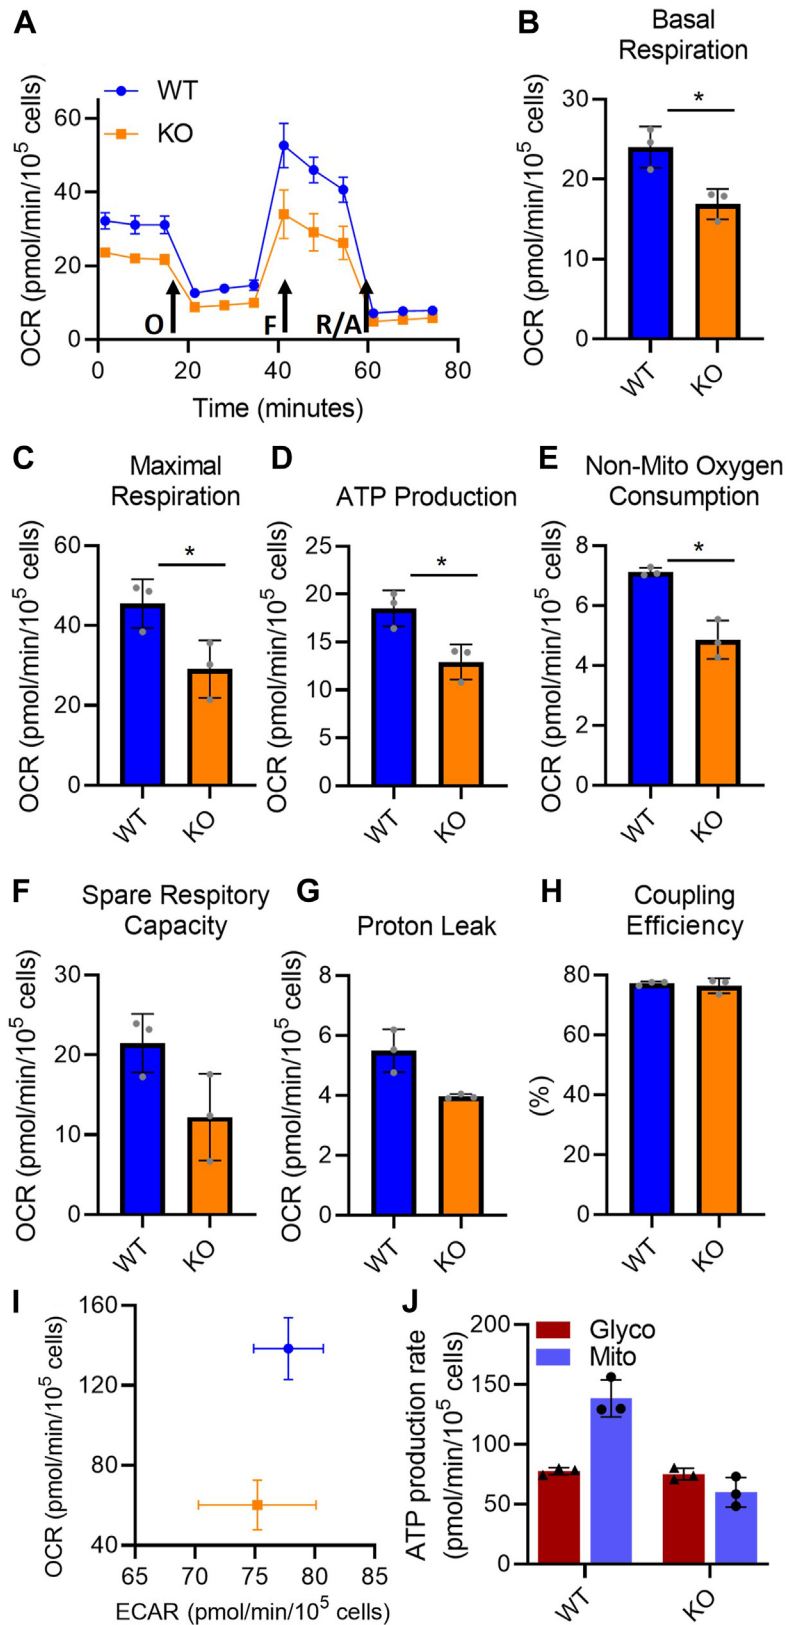 A
WT
KO
OCR (pmol/min/10⁵ cells)
60
40
20
0
O
F
R/A
0 20 40 60 80
Time (minutes)
B
Basal
Respiration
OCR (pmol/min/10⁵ cells)
30
20
10
0
*
WT KO
C
Maximal
Respiration
OCR (pmol/min/10⁵ cells)
60
40
20
0
*
WT KO
D
ATP Production
OCR (pmol/min/10⁵ cells)
25
20
15
10
5
0
*
WT KO
E
Non-Mito Oxygen
Consumption
OCR (pmol/min/10⁵ cells)
8
6
4
2
0
*
WT KO
F
Spare Respitory
Capacity
OCR (pmol/min/10⁵ cells)
30
20
10
0
WT KO
G
Proton Leak
OCR (pmol/min/10⁵ cells)
8
6
4
2
0
WT KO
H
Coupling
Efficiency
(%)
80
60
40
20
0
WT KO
I
OCR (pmol/min/10⁵ cells)
160
120
80
40
65 70 75 80 85
ECAR (pmol/min/10⁵ cells)
J
ATP production rate
(pmol/min/10⁵ cells)
200
150
100
50
0
Glyco
Mito
WT KO